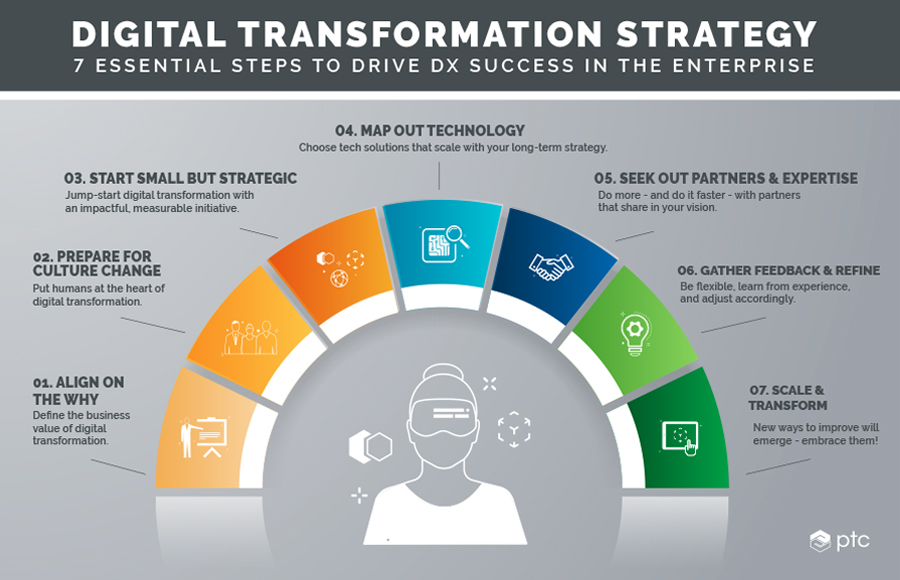 DIGITAL TRANSFORMATION STRATEGY
7 ESSENTIAL STEPS TO DRIVE DX SUCCESS IN THE ENTERPRISE
01. ALIGN ON
THE WHY
Define the business
value of digital
transformation.
02. PREPARE FOR
CULTURE CHANGE
Put humans at the heart of
digital transformation.
03. START SMALL BUT STRATEGIC
Jump-start digital transformation with
an impactful, measurable initiative.
04. MAP OUT TECHNOLOGY
Choose tech solutions that scale with your long-term strategy.
05. SEEK OUT PARTNERS & EXPERTISE
Do more - and do it faster - with partners
that share in your vision.
06. GATHER FEEDBACK & REFINE
Be flexible, learn from experience,
and adjust accordingly.
07. SCALE &
TRANSFORM
New ways to improve will
emerge - embrace them!
ptc